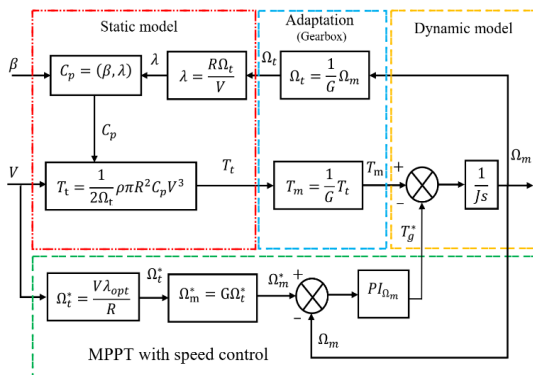 Static model
Adaptation
(Gearbox)
Dynamic model
β
C_p = (β, λ)
λ
λ = RΩ_t / V
Ω_t
Ω_t = 1/G Ω_m
C_p
V
T_t = 1/2Ω_t ρπR²C_pV³
T_t
T_m = 1/G T_t
T_m
+
−
1/Js
Ω_m
T_g^*
Ω_t^* = Vλ_opt / R
Ω_t^*
Ω_m^* = GΩ_t^*
Ω_m^*
+
−
PI_Ω_m
Ω_m
MPPT with speed control